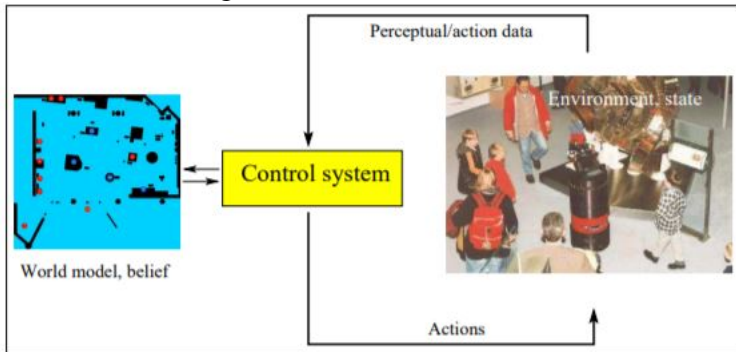 Perceptual/action data
Environment, state
Control system
World model, belief
Actions